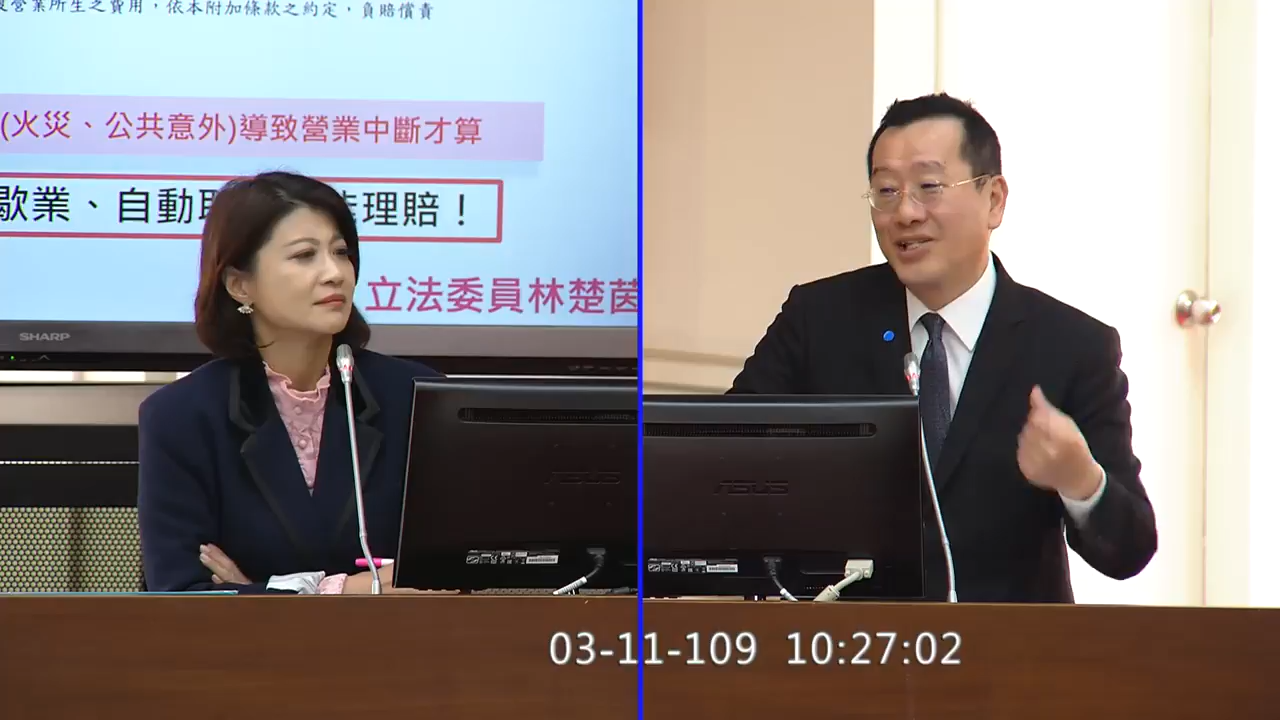 營業所生之費用，依本附加條款之約定，負賠償責
(火災、公共意外)導致營業中斷才算
歇業、自動 理賠！
立法委員林楚茵
SHARP
ASUS
ASUS
03-11-109 10:27:02